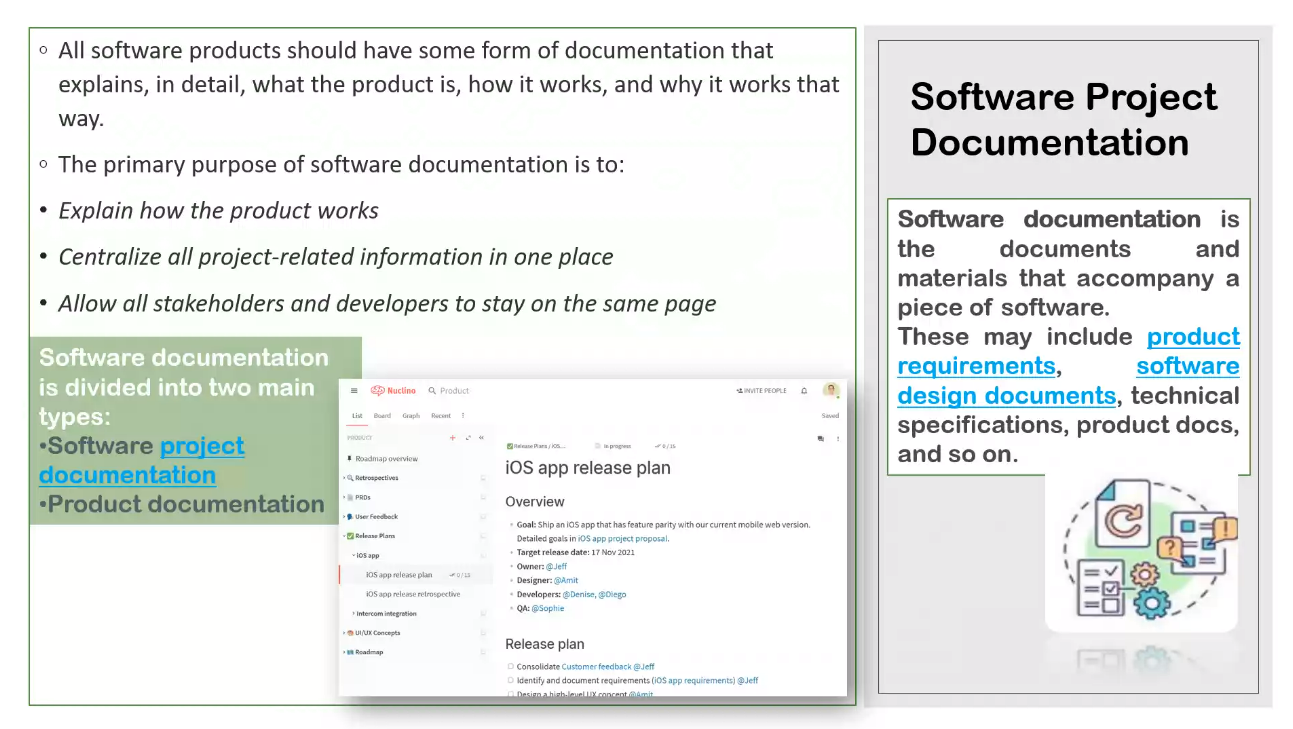 ○ All software products should have some form of documentation that
explains, in detail, what the product is, how it works, and why it works that
way.
○ The primary purpose of software documentation is to:
• Explain how the product works
• Centralize all project-related information in one place
• Allow all stakeholders and developers to stay on the same page
Software documentation
is divided into two main
types:
•Software project
documentation
•Product documentation
Nuclino
Product
INVITE PEOPLE
List Board Graph Recent
Saved
PRODUCT
Roadmap overview
Retrospectives
PRDs
User Feedback
Release Plans
iOS app
iOS app release plan 0 / 15
iOS app release retrospective
Intercom integration
UI/UX Concepts
Roadmap
Release Plans / iOS... In progress 0 / 15
iOS app release plan
Overview
Goal: Ship an iOS app that has feature parity with our current mobile web version.
Detailed goals in iOS app project proposal.
Target release date: 17 Nov 2021
Owner: @Jeff
Designer: @Amit
Developers: @Denise, @Diego
QA: @Sophie
Release plan
Consolidate Customer feedback @Jeff
Identify and document requirements (iOS app requirements) @Jeff
Design a high-level UX concept @Amit
Software Project
Documentation
Software documentation is
the documents and
materials that accompany a
piece of software.
These may include product
requirements, software
design documents, technical
specifications, product docs,
and so on.